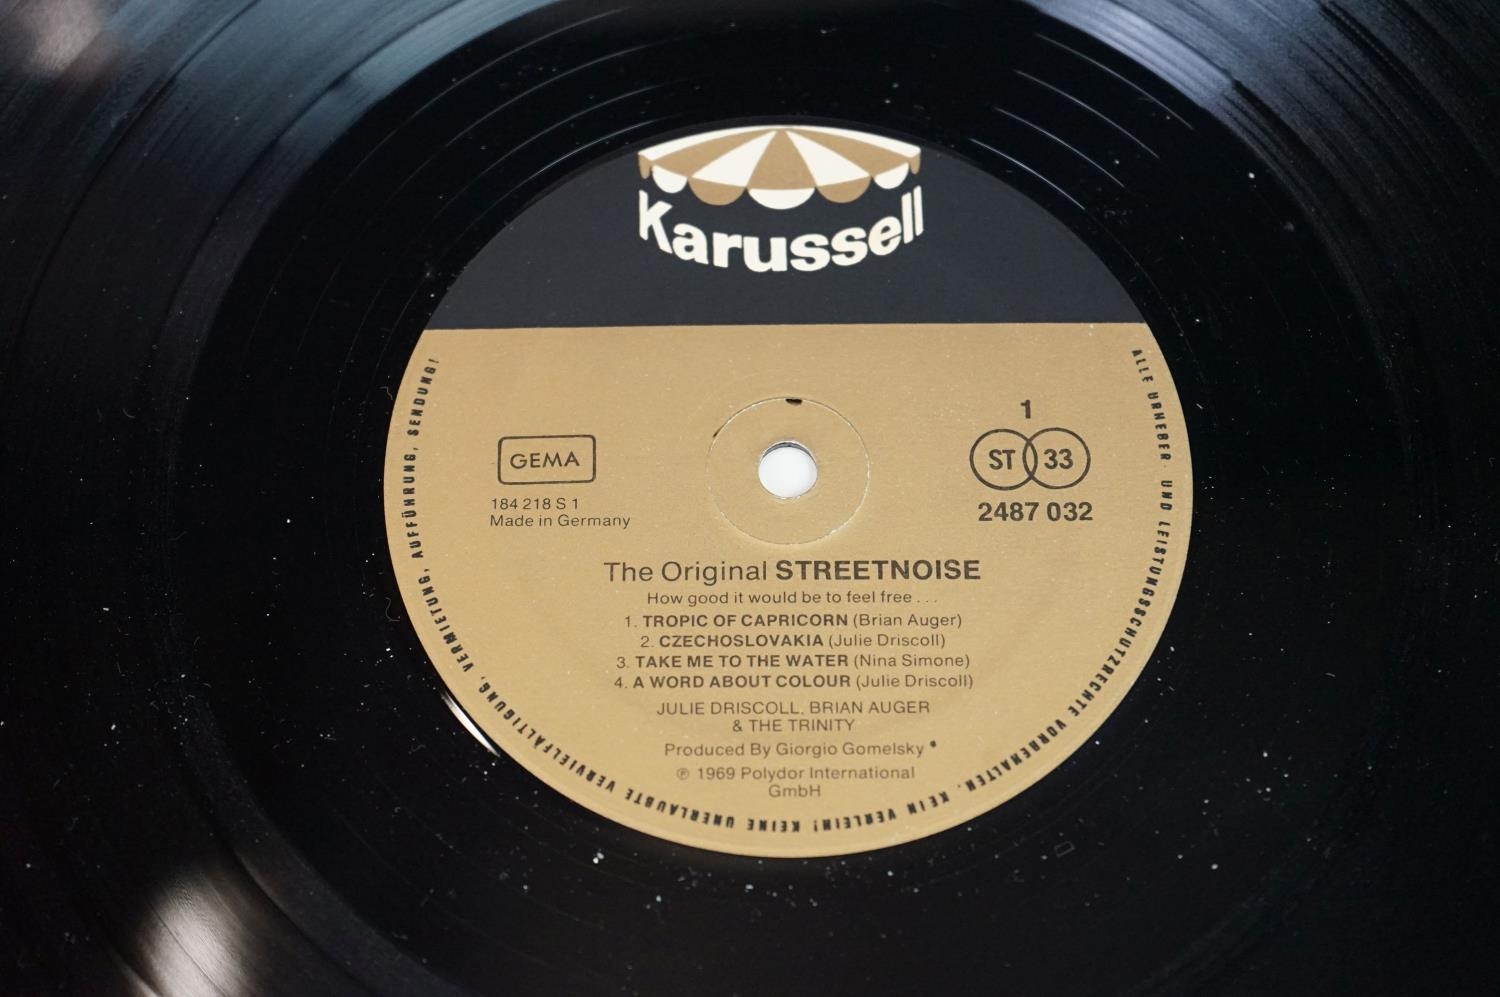 Karussell
GEMA
184 218 S 1
Made in Germany
1
ST 33
2487 032
The Original STREETNOISE
How good it would be to feel free . . .
1. TROPIC OF CAPRICORN (Brian Auger)
2. CZECHOSLOVAKIA (Julie Driscoll)
3. TAKE ME TO THE WATER (Nina Simone)
4. A WORD ABOUT COLOUR (Julie Driscoll)
JULIE DRISCOLL, BRIAN AUGER
& THE TRINITY
Produced By Giorgio Gomelsky
℗ 1969 Polydor International
GmbH
ALLE URHEBER- UND LEISTUNGSSCHUTZRECHTE VORBEHALTEN. KEIN VERLEIH! KEINE UNERLAUBTE VERVIELFÄLTIGUNG, VERMIETUNG, AUFFÜHRUNG, SENDUNG!